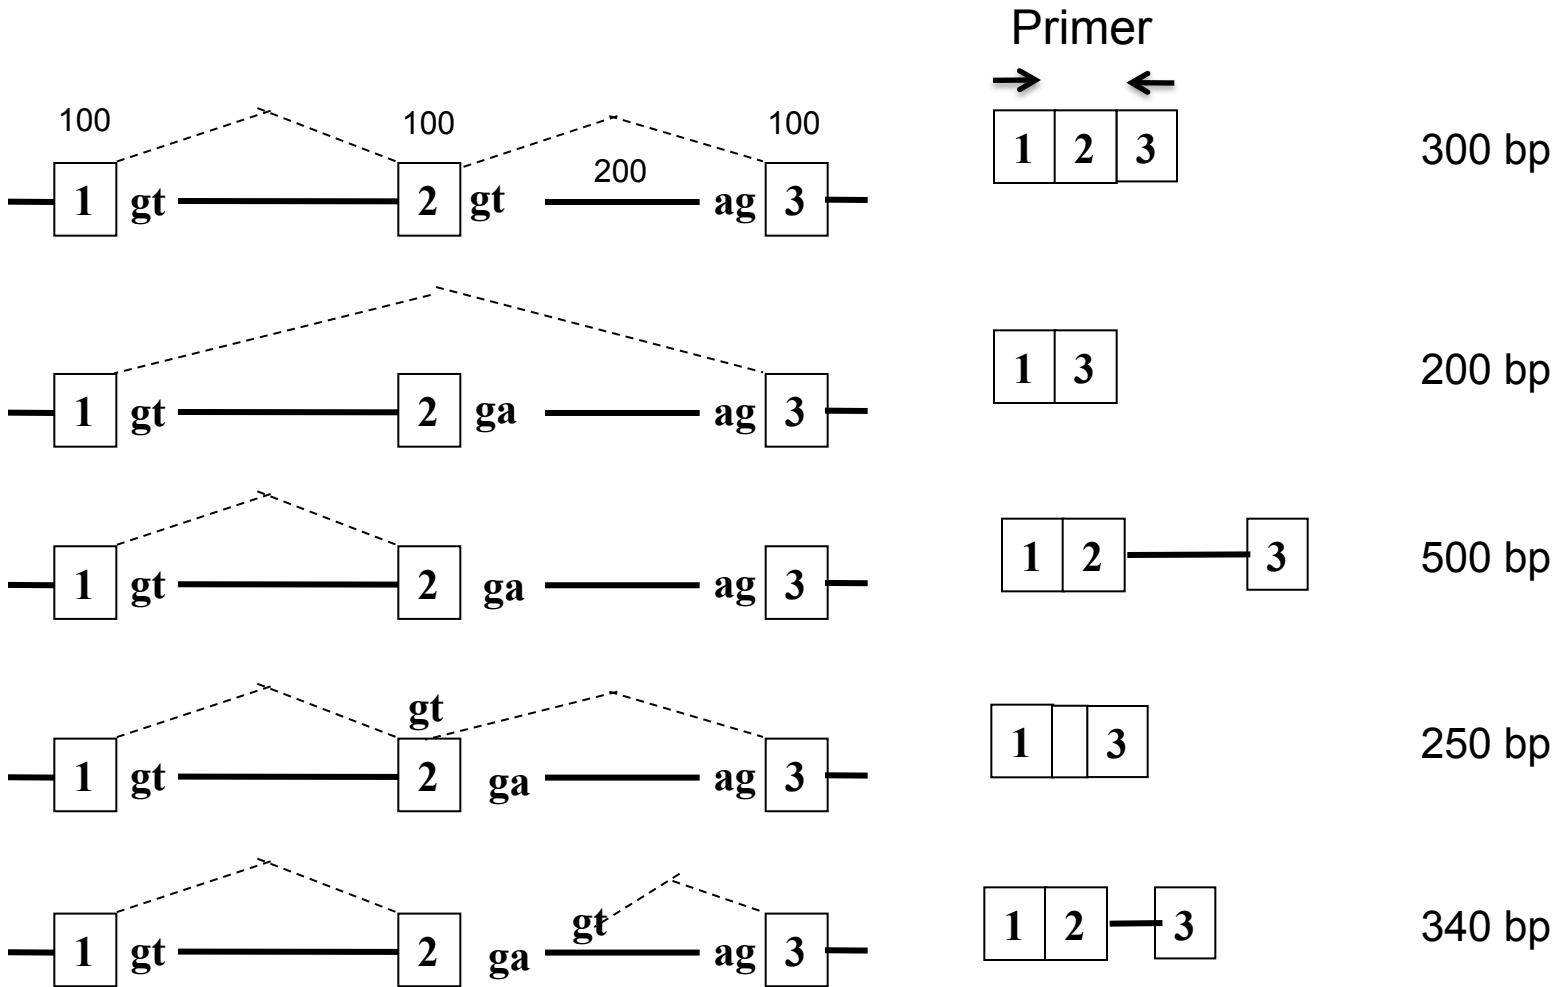 Primer
100 100 100
200
1 gt 2 gt ag 3
1 2 3
300 bp
1 gt 2 ga ag 3
1 3
200 bp
1 gt 2 ga ag 3
1 2 3
500 bp
gt
1 gt 2 ga ag 3
1 3
250 bp
gt
1 gt 2 ga ag 3
1 2 3
340 bp